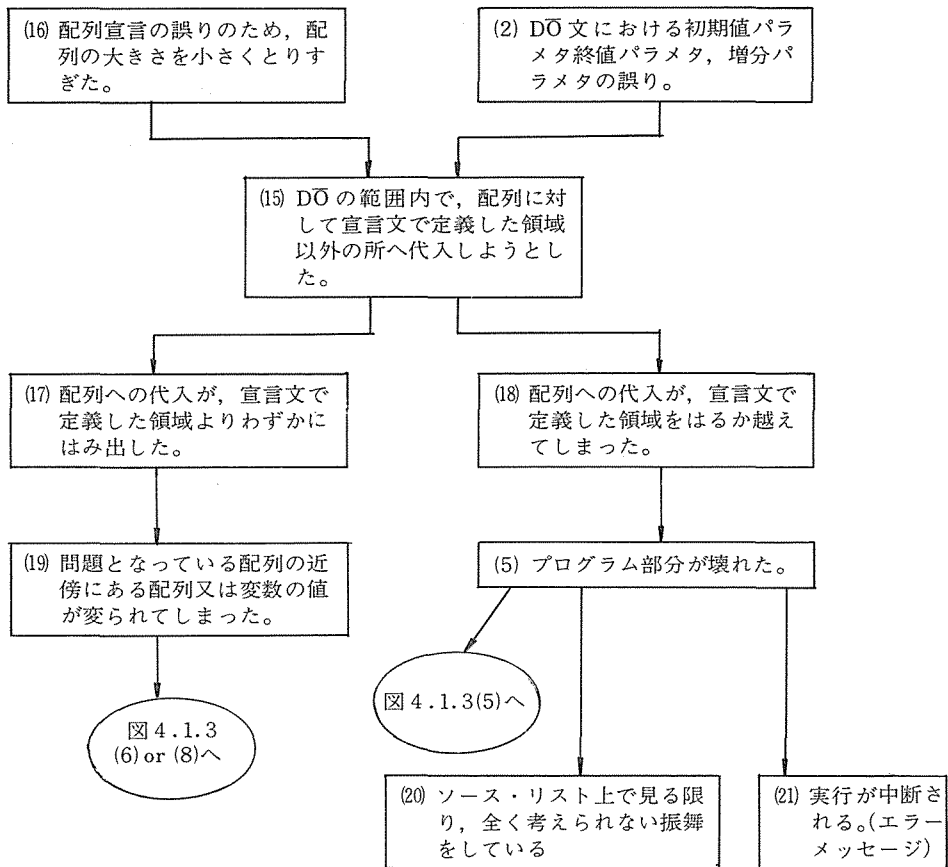 (16) 配列宣言の誤りのため，配
列の大きさを小さくとりす
ぎた。
(2) DO̅文における初期値パラ
メタ終値パラメタ，増分パ
ラメタの誤り。
(15) DO̅の範囲内で，配列に対
して宣言文で定義した領域
以外の所へ代入しようとし
た。
(17) 配列への代入が，宣言文で
定義した領域よりわずかに
はみ出した。
(18) 配列への代入が，宣言文で
定義した領域をはるか越え
てしまった。
(19) 問題となっている配列の近
傍にある配列又は変数の値
が変られてしまった。
(5) プログラム部分が壊れた。
図4.1.3
(6) or (8)へ
図4.1.3(5)へ
(20) ソース・リスト上で見る限
り，全く考えられない振舞
をしている
(21) 実行が中断さ
れる。(エラー
メッセージ)